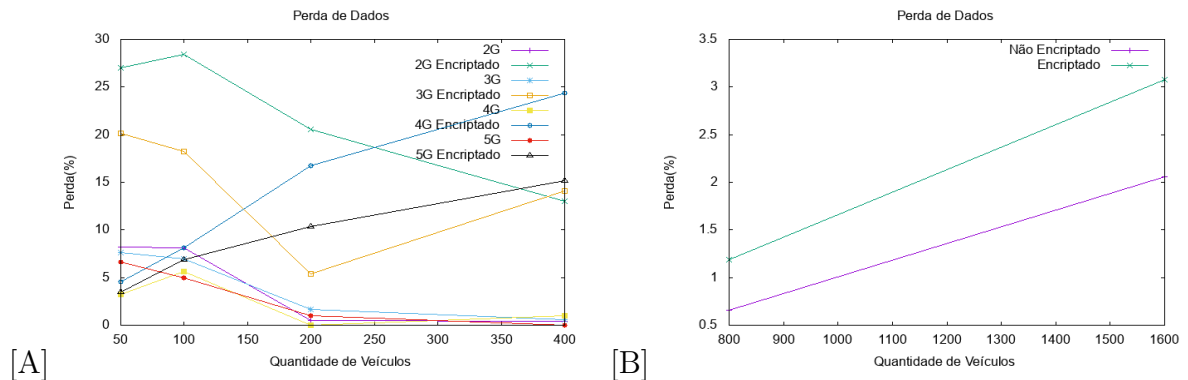 Perda de Dados
30
25
20
15
10
5
0
50 100 150 200 250 300 350 400
Perda(%)
Quantidade de Veículos
2G
2G Encriptado
3G
3G Encriptado
4G
4G Encriptado
5G
5G Encriptado
[A]
Perda de Dados
3.5
3
2.5
2
1.5
1
0.5
800 900 1000 1100 1200 1300 1400 1500 1600
Perda(%)
Quantidade de Veículos
Não Encriptado
Encriptado
[B]